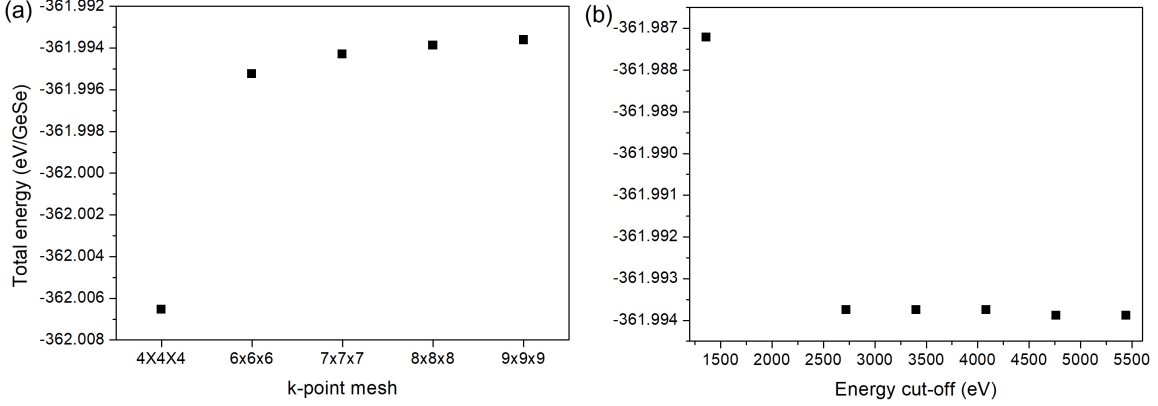 (a)
-361.992
-361.994
-361.996
-361.998
-362.000
-362.002
-362.004
-362.006
-362.008
Total energy (eV/GeSe)
4X4X4 6x6x6 7x7x7 8x8x8 9x9x9
k-point mesh
(b)
-361.987
-361.988
-361.989
-361.990
-361.991
-361.992
-361.993
-361.994
1500 2000 2500 3000 3500 4000 4500 5000 5500
Energy cut-off (eV)